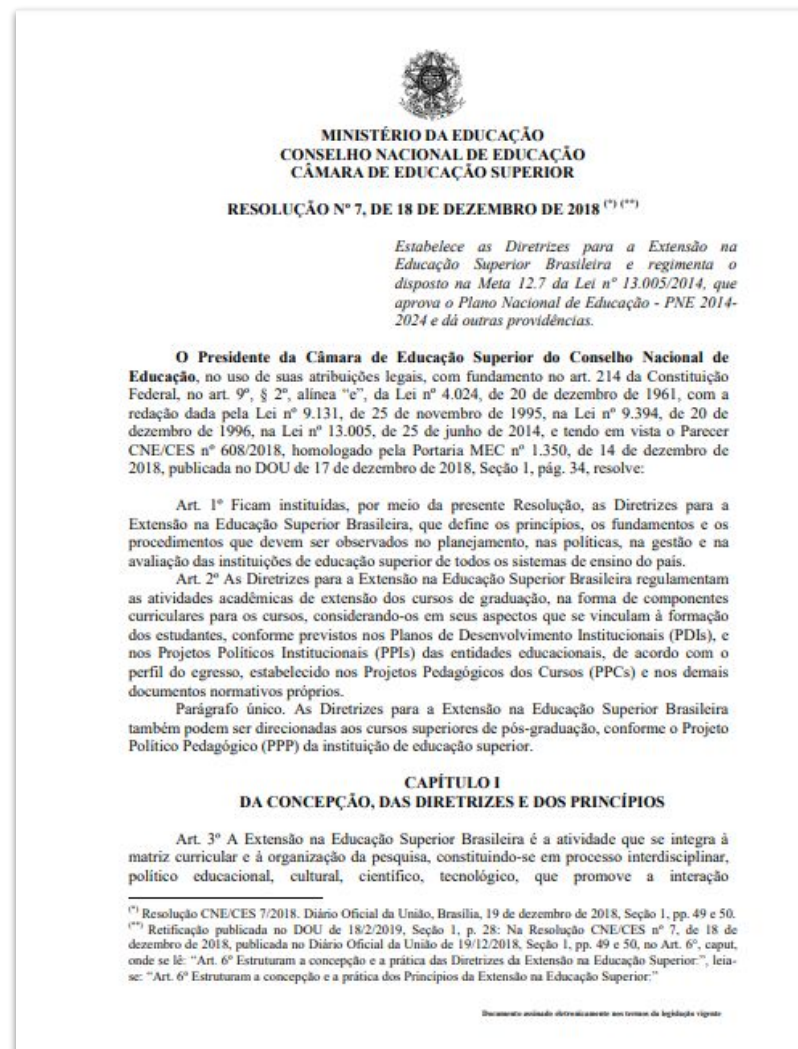 MINISTÉRIO DA EDUCAÇÃO
CONSELHO NACIONAL DE EDUCAÇÃO
CÂMARA DE EDUCAÇÃO SUPERIOR
RESOLUÇÃO Nº 7, DE 18 DE DEZEMBRO DE 2018 (*) (**)
Estabelece as Diretrizes para a Extensão na
Educação Superior Brasileira e regimenta o
disposto na Meta 12.7 da Lei nº 13.005/2014, que
aprova o Plano Nacional de Educação - PNE 2014-
2024 e dá outras providências.
O Presidente da Câmara de Educação Superior do Conselho Nacional de
Educação, no uso de suas atribuições legais, com fundamento no art. 214 da Constituição
Federal, no art. 9º, § 2º, alínea “e”, da Lei nº 4.024, de 20 de dezembro de 1961, com a
redação dada pela Lei nº 9.131, de 25 de novembro de 1995, na Lei nº 9.394, de 20 de
dezembro de 1996, na Lei nº 13.005, de 25 de junho de 2014, e tendo em vista o Parecer
CNE/CES nº 608/2018, homologado pela Portaria MEC nº 1.350, de 14 de dezembro de
2018, publicada no DOU de 17 de dezembro de 2018, Seção 1, pág. 34, resolve:
Art. 1º Ficam instituídas, por meio da presente Resolução, as Diretrizes para a
Extensão na Educação Superior Brasileira, que define os princípios, os fundamentos e os
procedimentos que devem ser observados no planejamento, nas políticas, na gestão e na
avaliação das instituições de educação superior de todos os sistemas de ensino do país.
Art. 2º As Diretrizes para a Extensão na Educação Superior Brasileira regulamentam
as atividades acadêmicas de extensão dos cursos de graduação, na forma de componentes
curriculares para os cursos, considerando-os em seus aspectos que se vinculam à formação
dos estudantes, conforme previstos nos Planos de Desenvolvimento Institucionais (PDIs), e
nos Projetos Políticos Institucionais (PPIs) das entidades educacionais, de acordo com o
perfil do egresso, estabelecido nos Projetos Pedagógicos dos Cursos (PPCs) e nos demais
documentos normativos próprios.
Parágrafo único. As Diretrizes para a Extensão na Educação Superior Brasileira
também podem ser direcionadas aos cursos superiores de pós-graduação, conforme o Projeto
Político Pedagógico (PPP) da instituição de educação superior.
CAPÍTULO I
DA CONCEPÇÃO, DAS DIRETRIZES E DOS PRINCÍPIOS
Art. 3º A Extensão na Educação Superior Brasileira é a atividade que se integra à
matriz curricular e à organização da pesquisa, constituindo-se em processo interdisciplinar,
político educacional, cultural, científico, tecnológico, que promove a interação
(*) Resolução CNE/CES 7/2018. Diário Oficial da União, Brasília, 19 de dezembro de 2018, Seção 1, pp. 49 e 50.
(**) Retificação publicada no DOU de 18/2/2019, Seção 1, p. 28: Na Resolução CNE/CES nº 7, de 18 de
dezembro de 2018, publicada no Diário Oficial da União de 19/12/2018, Seção 1, pp. 49 e 50, no Art. 6º, caput,
onde se lê: “Art. 6º Estruturam a concepção e a prática das Diretrizes da Extensão na Educação Superior:”, leia-
se: “Art. 6º Estruturam a concepção e a prática dos Princípios da Extensão na Educação Superior:”
Documento assinado eletronicamente nos termos da legislação vigente